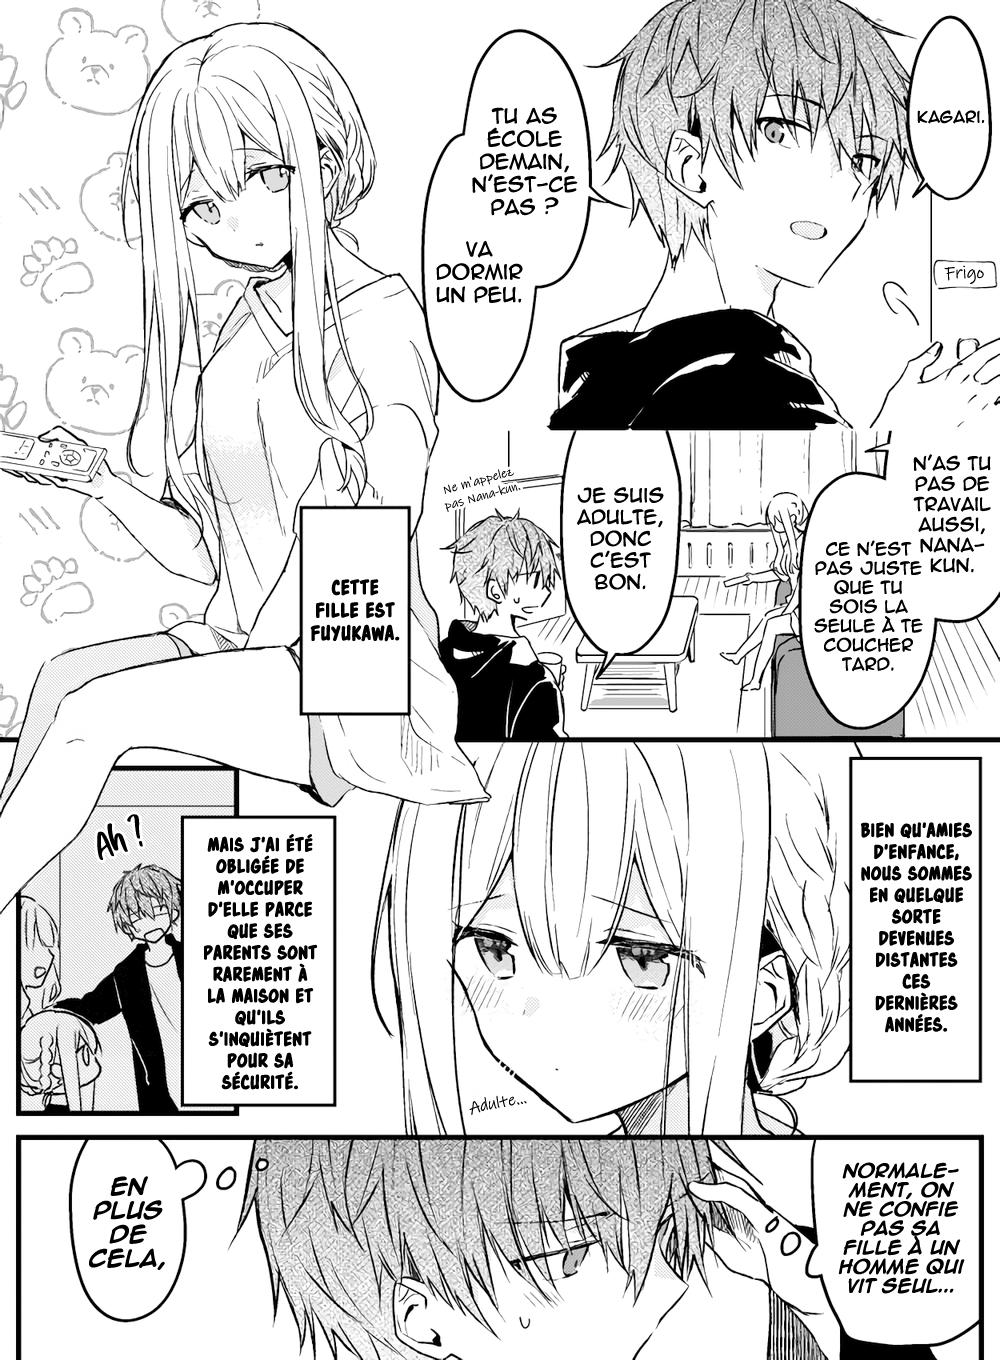 KAGARI.
TU AS
ÉCOLE
DEMAIN,
N'EST-CE
PAS ?
VA
DORMIR
UN PEU.
Frigo
N'AS TU
PAS DE
TRAVAIL
AUSSI,
NANA-
KUN.
CE N'EST
PAS JUSTE
QUE TU
SOIS LA
SEULE À TE
COUCHER
TARD.
JE SUIS
ADULTE,
DONC
C'EST
BON.
Ne m'appelez
pas Nana-kun.
CETTE
FILLE EST
FUYUKAWA.
BIEN QU'AMIES
D'ENFANCE,
NOUS SOMMES
EN QUELQUE
SORTE
DEVENUES
DISTANTES
CES
DERNIÈRES
ANNÉES.
Adulte...
MAIS J'AI ÉTÉ
OBLIGÉE DE
M'OCCUPER
D'ELLE PARCE
QUE SES
PARENTS SONT
RAREMENT À
LA MAISON ET
QU'ILS
S'INQUIÈTENT
POUR SA
SÉCURITÉ.
Ah ?
NORMALE-
MENT, ON
NE CONFIE
PAS SA
FILLE À UN
HOMME QUI
VIT SEUL...
EN
PLUS
DE
CELA,